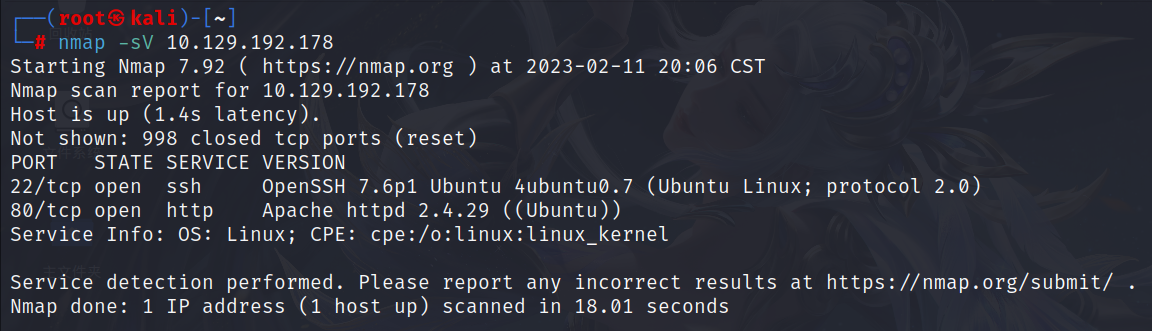 ┌──(root㉿kali)-[~]
└─# nmap -sV 10.129.192.178
Starting Nmap 7.92 ( https://nmap.org ) at 2023-02-11 20:06 CST
Nmap scan report for 10.129.192.178
Host is up (1.4s latency).
Not shown: 998 closed tcp ports (reset)
PORT   STATE SERVICE VERSION
22/tcp open  ssh     OpenSSH 7.6p1 Ubuntu 4ubuntu0.7 (Ubuntu Linux; protocol 2.0)
80/tcp open  http    Apache httpd 2.4.29 ((Ubuntu))
Service Info: OS: Linux; CPE: cpe:/o:linux:linux_kernel

Service detection performed. Please report any incorrect results at https://nmap.org/submit/ .
Nmap done: 1 IP address (1 host up) scanned in 18.01 seconds